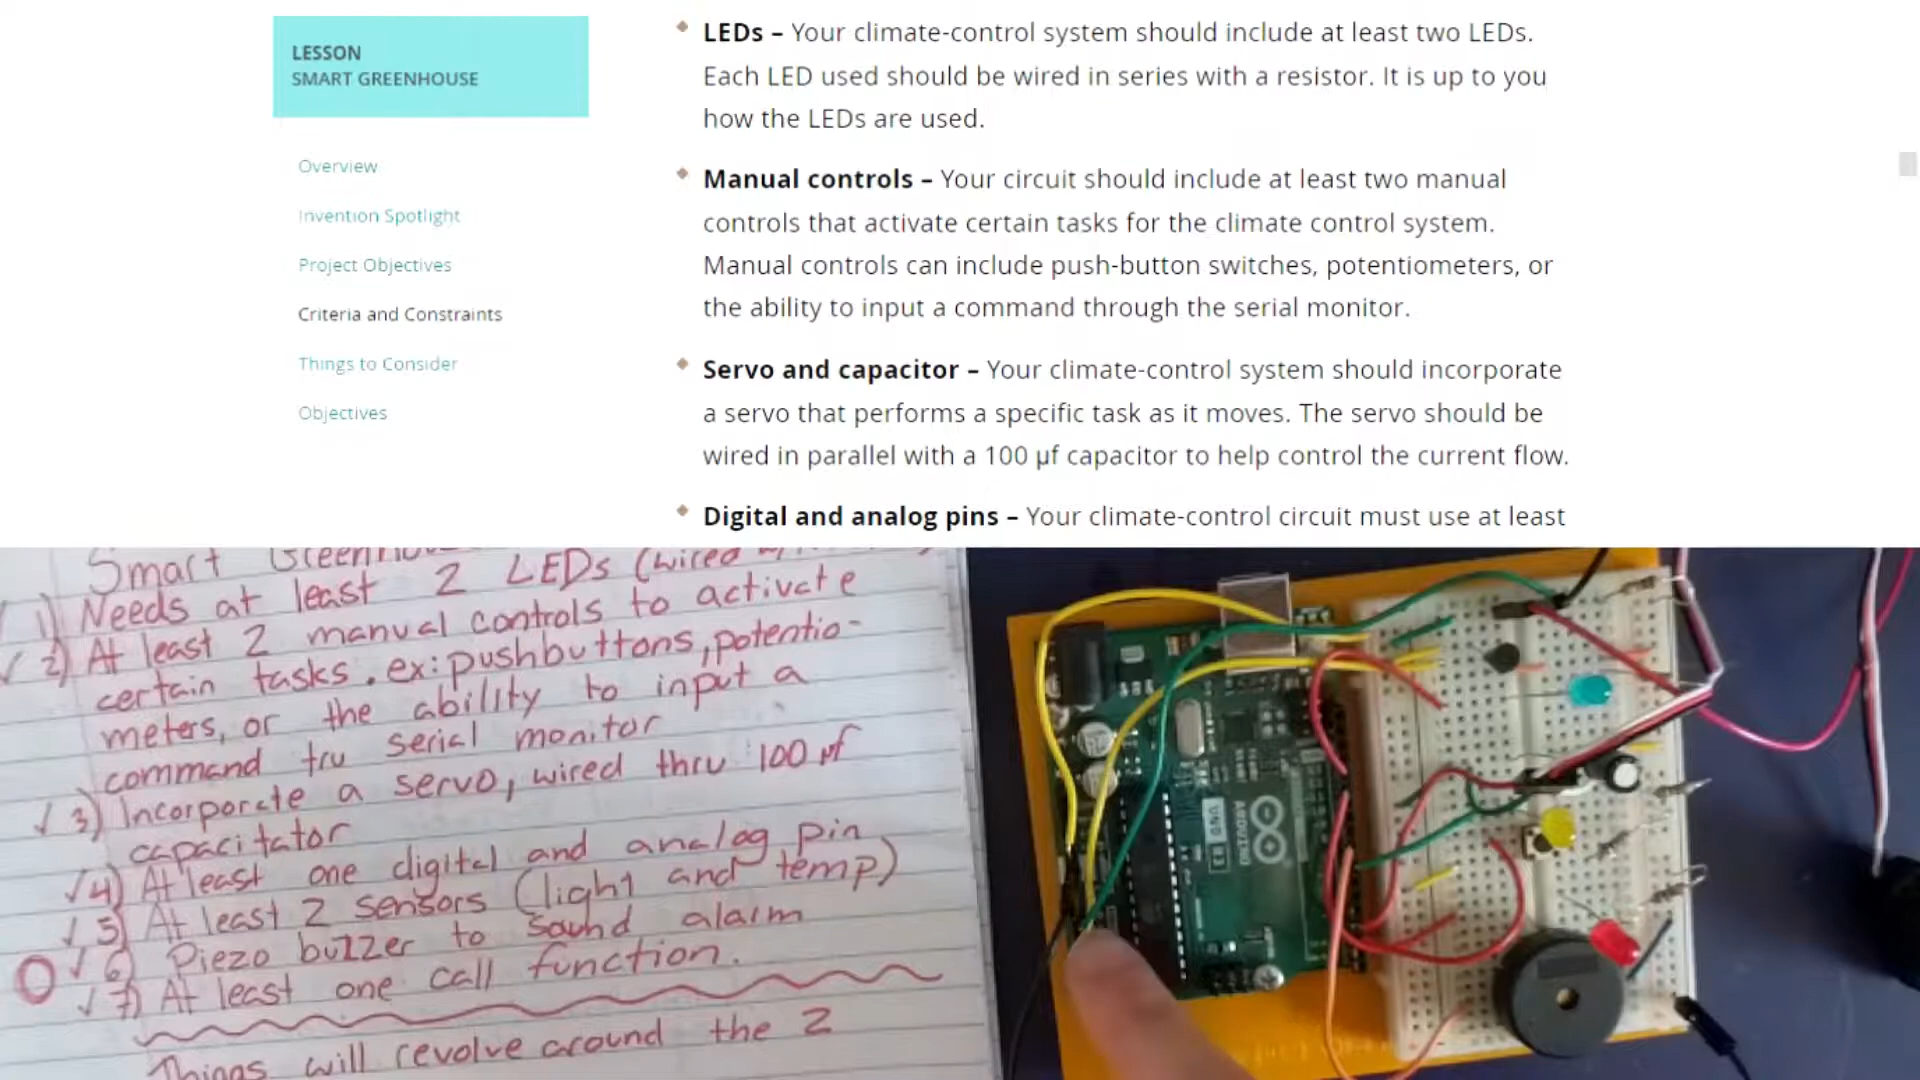 LESSON
SMART GREENHOUSE
Overview
Invention Spotlight
Project Objectives
Criteria and Constraints
Things to Consider
Objectives
LEDs – Your climate-control system should include at least two LEDs.
Each LED used should be wired in series with a resistor. It is up to you
how the LEDs are used.
Manual controls – Your circuit should include at least two manual
controls that activate certain tasks for the climate control system.
Manual controls can include push-button switches, potentiometers, or
the ability to input a command through the serial monitor.
Servo and capacitor – Your climate-control system should incorporate
a servo that performs a specific task as it moves. The servo should be
wired in parallel with a 100 µf capacitor to help control the current flow.
Digital and analog pins – Your climate-control circuit must use at least
Smart Greenhou
1) Needs at least 2 LEDs (wired
2) At least 2 manual controls to activate
certain tasks. ex: pushbuttons, potentio-
meters, or the ability to input a
command tru serial monitor
3) Incorporate a servo, wired thru 100 µf
capacitator
4) At least one digital and analog pin
5) At least 2 sensors (light and temp)
6) Piezo buzzer to sound alarm
7) At least one call function.
Things will revolve around the 2
UNO R3
ARDUINO